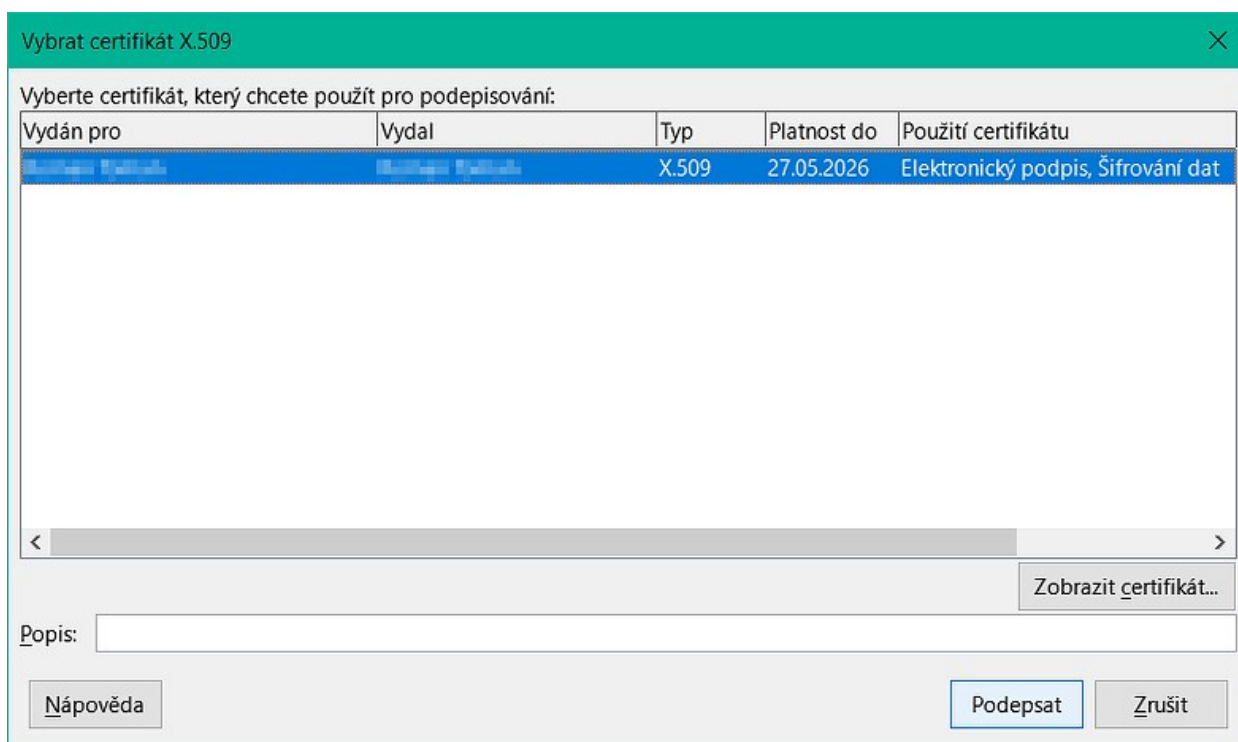 Vybrat certifikát X.509
Vyberte certifikát, který chcete použít pro podepisování:
Vydán pro Vydal Typ Platnost do Použití certifikátu
X.509 27.05.2026 Elektronický podpis, Šifrování dat
Zobrazit certifikát...
Popis:
Nápověda Podepsat Zrušit